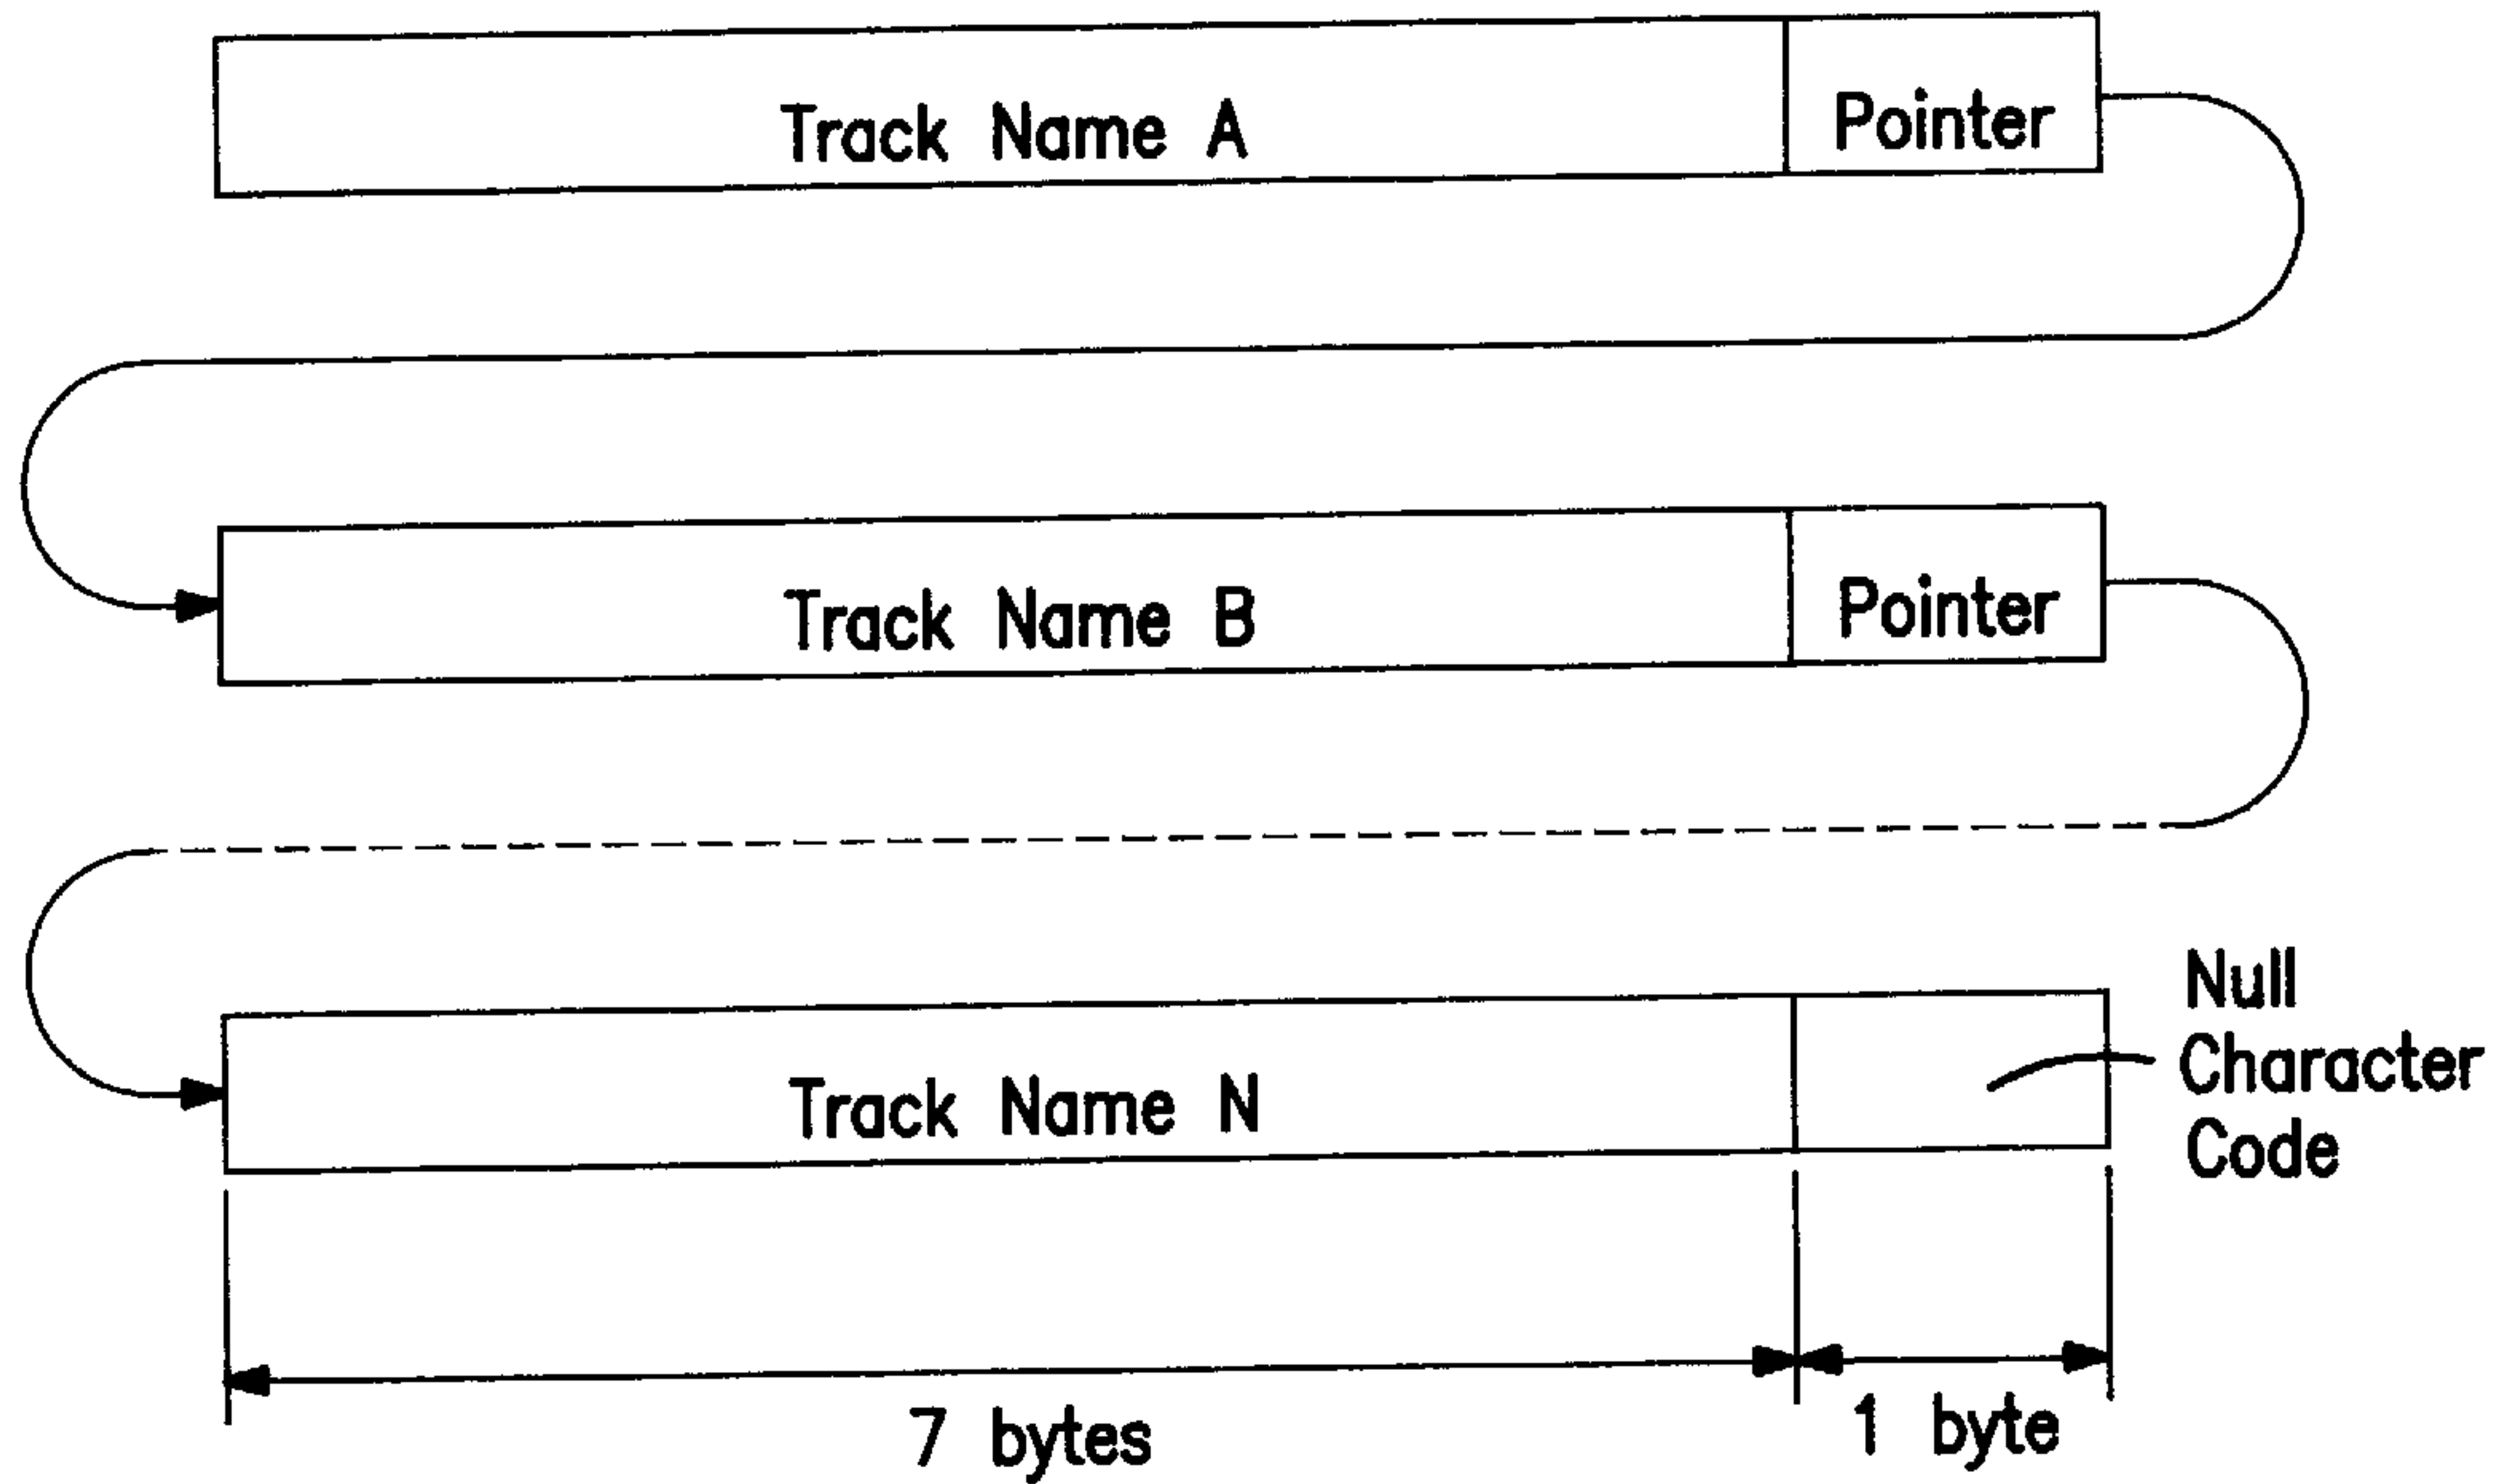 Track Name A
Pointer
Track Name B
Pointer
Track Name N
Null
Character
Code
7 bytes
1 byte